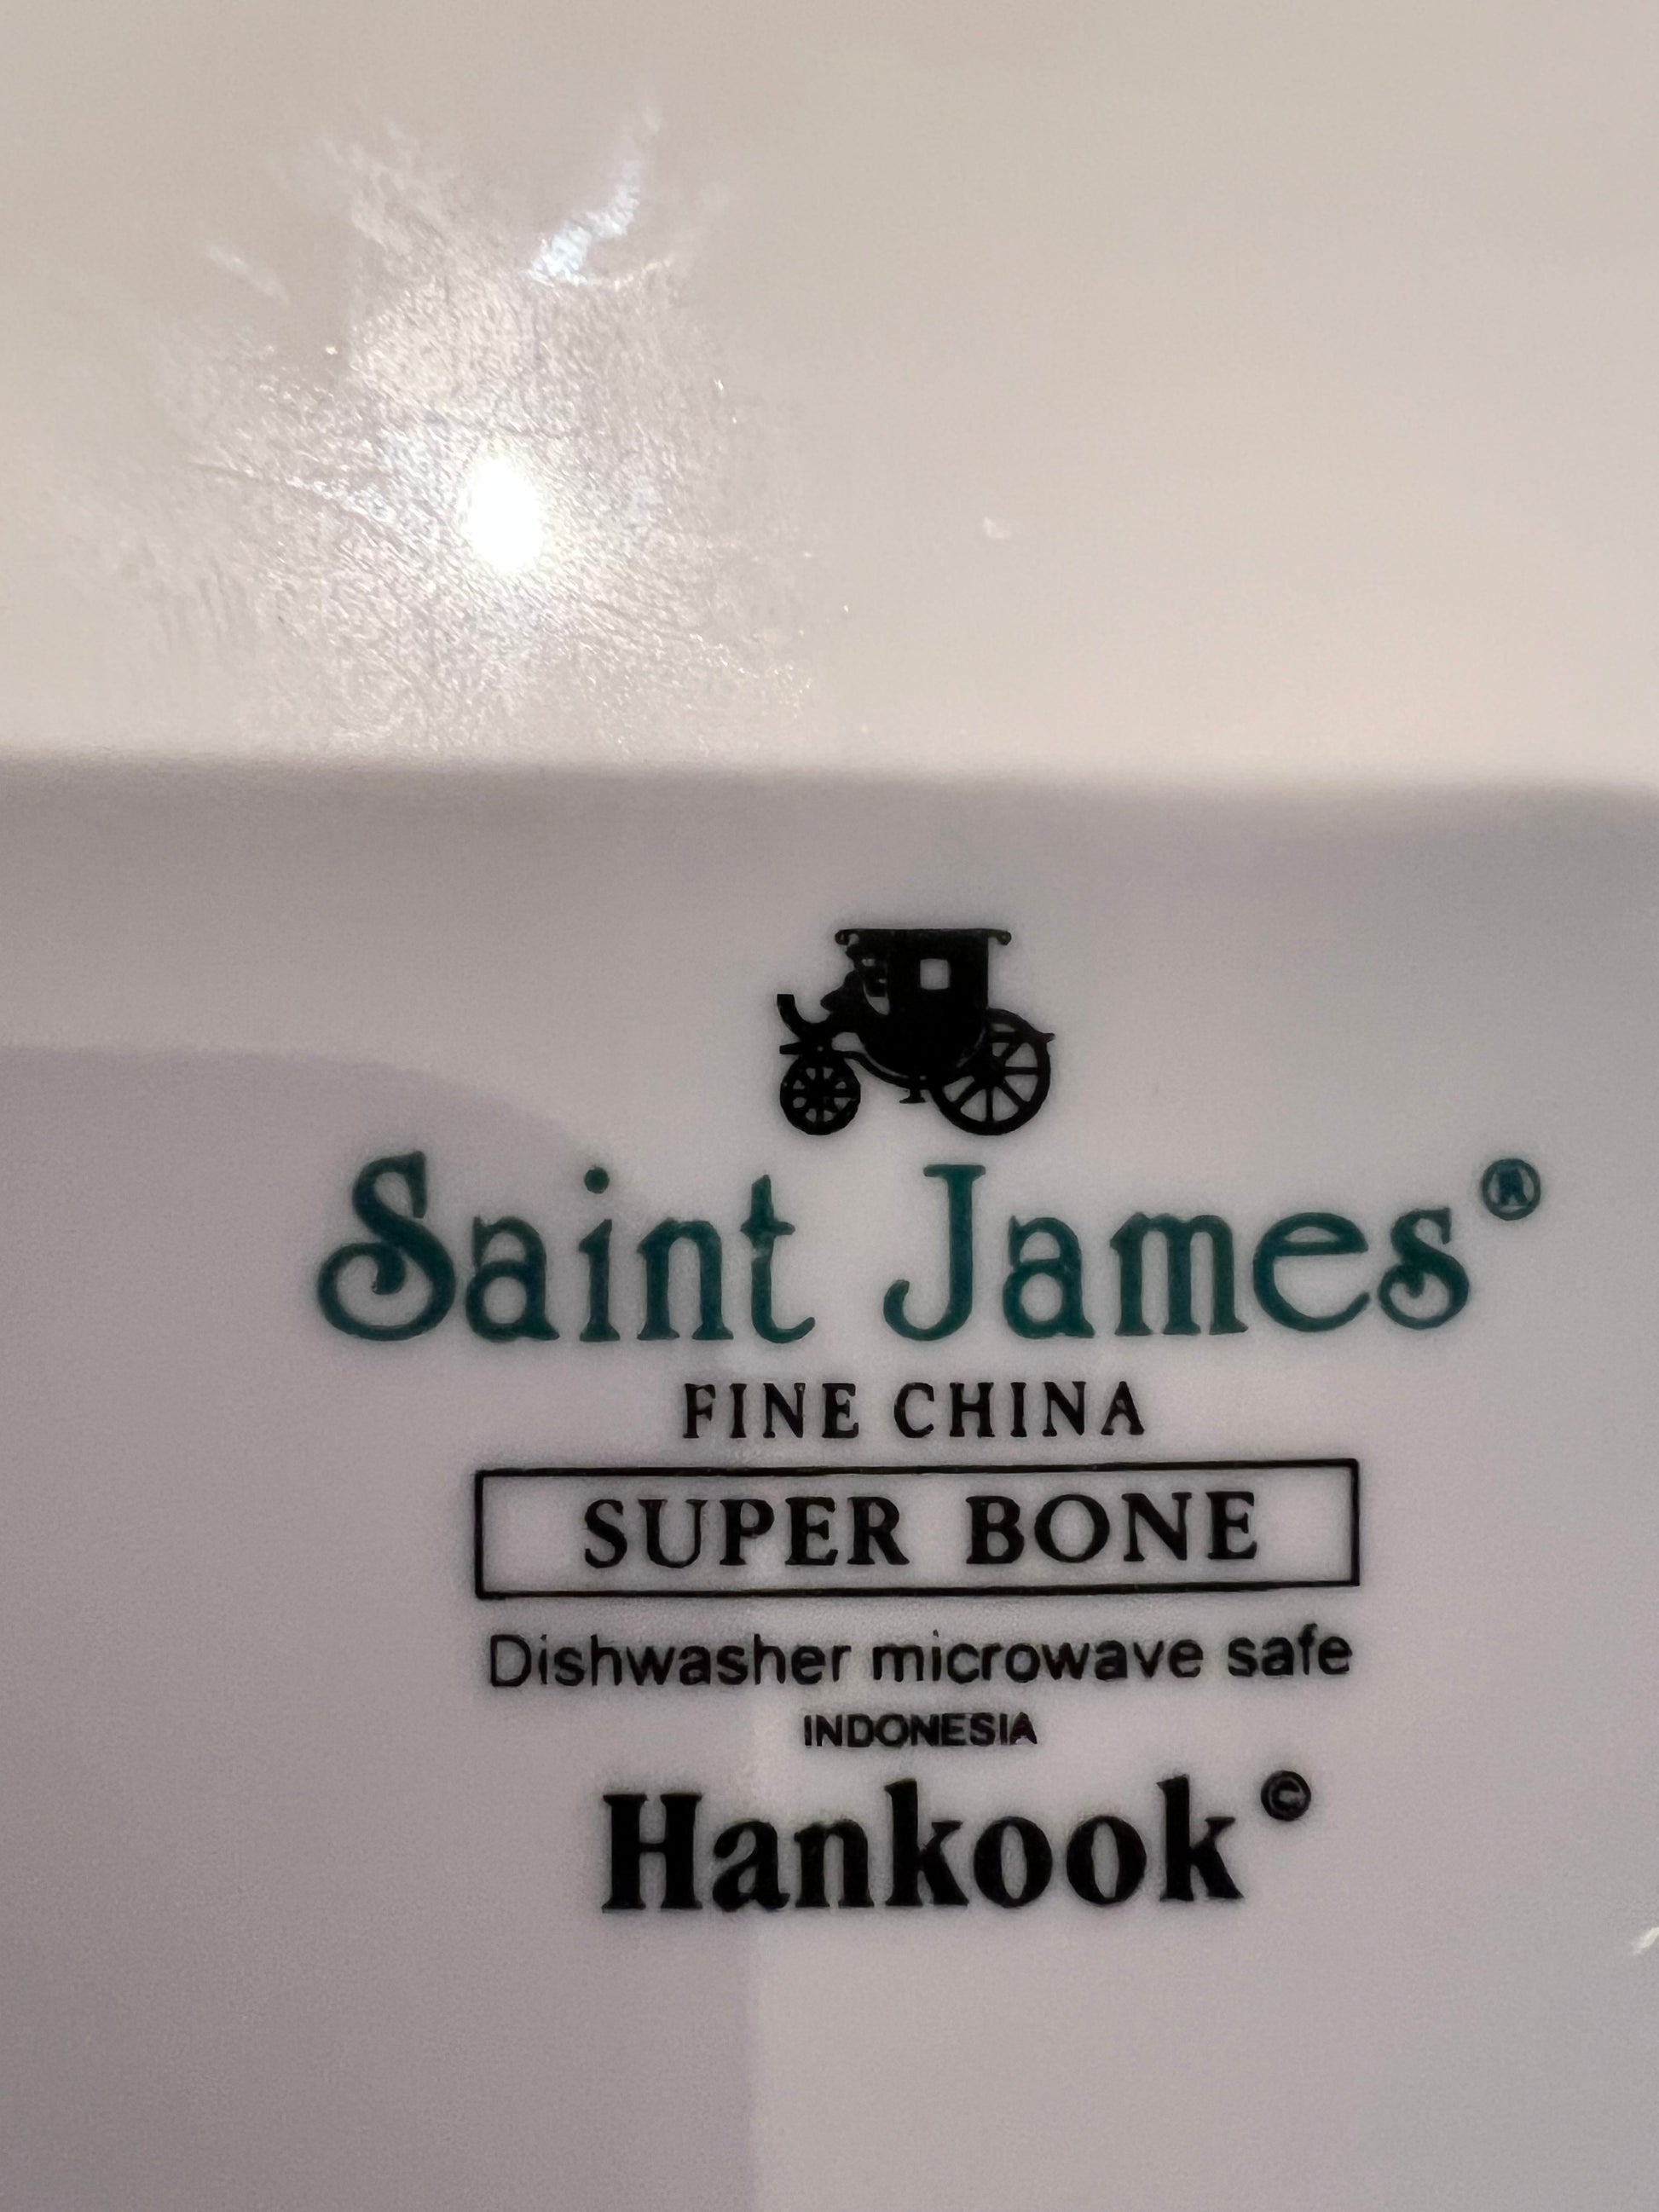 Saint James®
FINE CHINA
SUPER BONE
Dishwasher microwave safe
INDONESIA
Hankook©